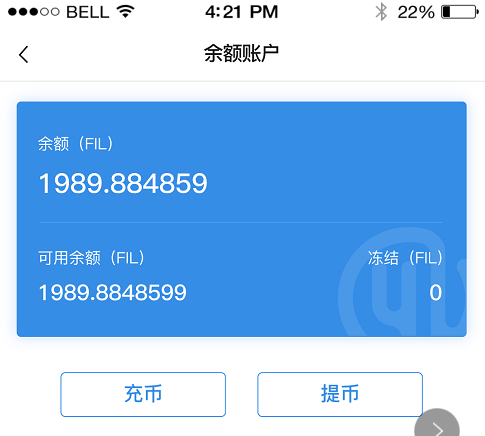 BELL 4:21 PM 22%
余额账户
余额（FIL）
1989.884859
可用余额（FIL） 冻结（FIL）
1989.8848599 0
充币 提币